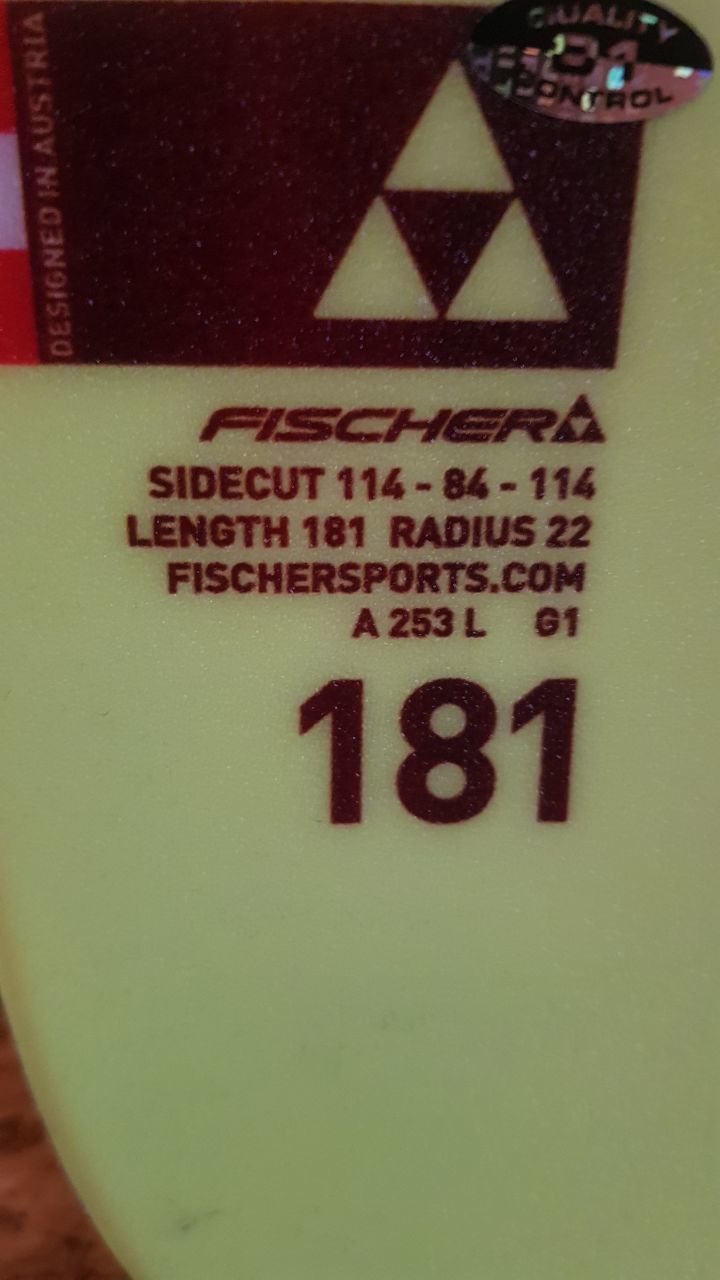 QUALITY
31
CONTROL
DESIGNED IN AUSTRIA
FISCHER
SIDECUT 114 - 84 - 114
LENGTH 181 RADIUS 22
FISCHERSPORTS.COM
A 253 L G1
181